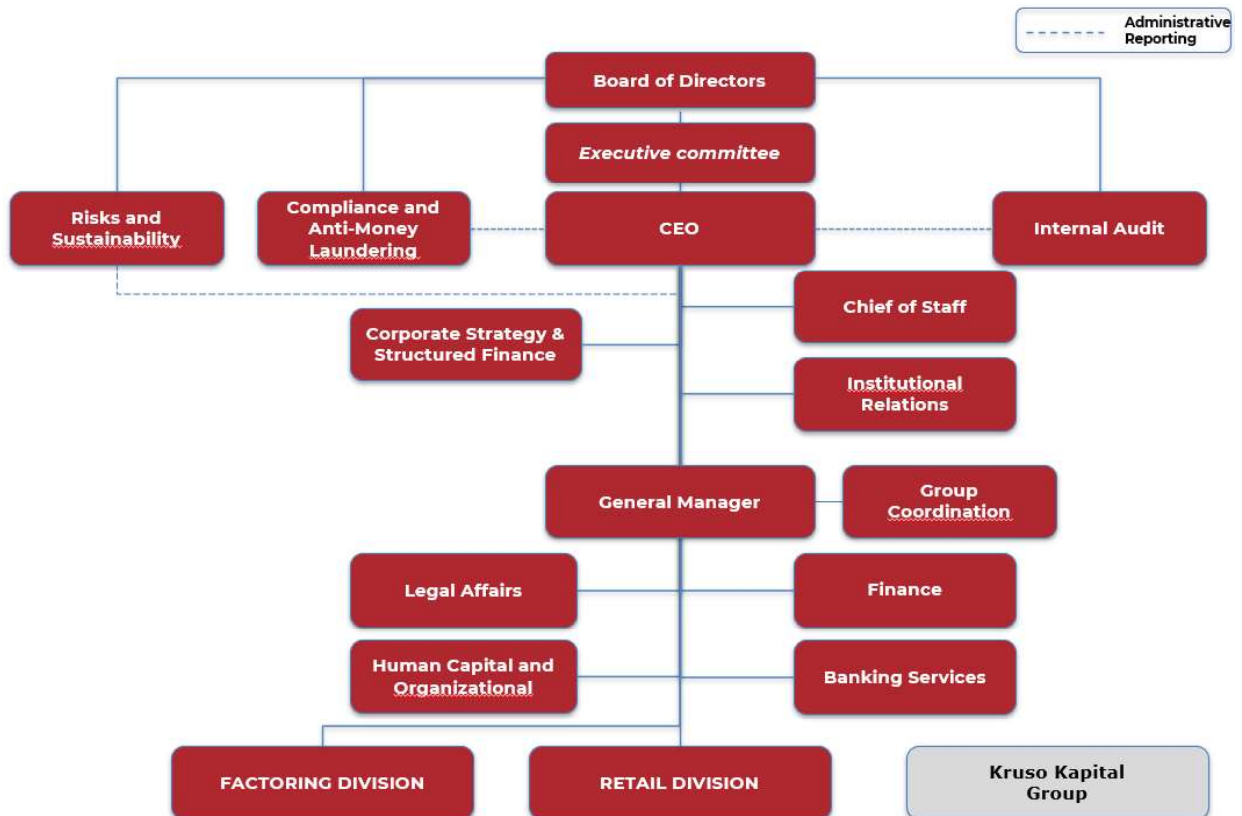 Administrative
Reporting
Board of Directors
Executive committee
Risks and
Sustainability
Compliance and
Anti-Money
Laundering
CEO
Internal Audit
Chief of Staff
Corporate Strategy &
Structured Finance
Institutional
Relations
General Manager
Group
Coordination
Legal Affairs
Finance
Human Capital and
Organizational
Banking Services
FACTORING DIVISION
RETAIL DIVISION
Kruso Kapital
Group